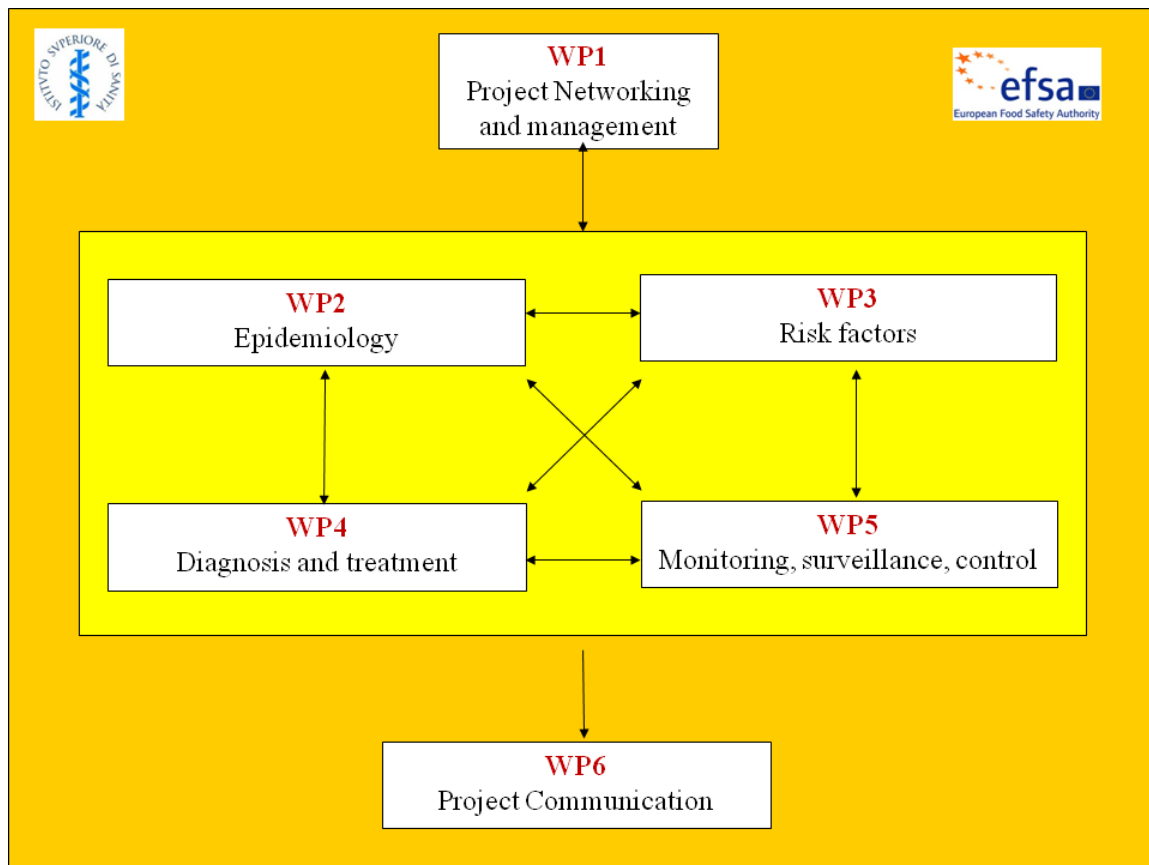 ISTITVTO SVPERIORE DI SANITÀ
WP1
Project Networking
and management
efsa
European Food Safety Authority
WP2
Epidemiology
WP3
Risk factors
WP4
Diagnosis and treatment
WP5
Monitoring, surveillance, control
WP6
Project Communication